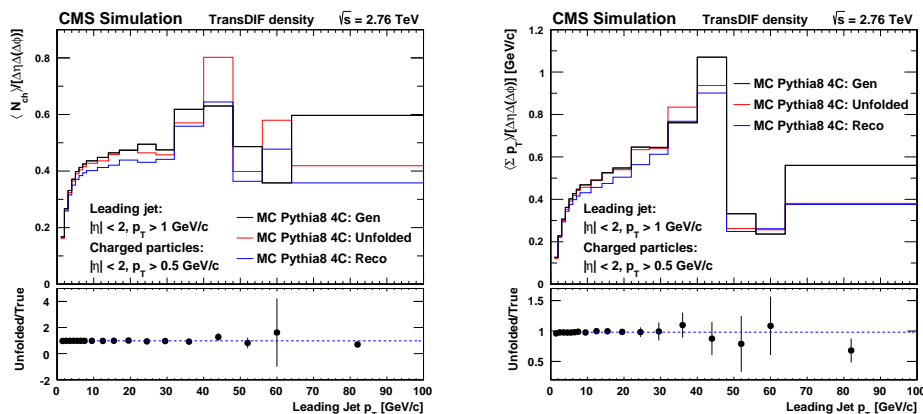 CMS Simulation TransDIF density √s = 2.76 TeV
⟨ N_ch⟩/[ΔηΔ(Δϕ)]
0.8
0.6
0.4
0.2
0
Leading jet:
|η| < 2, p_T > 1 GeV/c
Charged particles:
|η| < 2, p_T > 0.5 GeV/c
MC Pythia8 4C: Gen
MC Pythia8 4C: Unfolded
MC Pythia8 4C: Reco
Unfolded/True
4
2
0
-2
0 10 20 30 40 50 60 70 80 90 100
Leading Jet p_T [GeV/c]
CMS Simulation TransDIF density √s = 2.76 TeV
⟨Σ p_T⟩/[ΔηΔ(Δϕ)] [GeV/c]
1.2
1
0.8
0.6
0.4
0.2
0
MC Pythia8 4C: Gen
MC Pythia8 4C: Unfolded
MC Pythia8 4C: Reco
Leading jet:
|η| < 2, p_T > 1 GeV/c
Charged particles:
|η| < 2, p_T > 0.5 GeV/c
Unfolded/True
1.5
1
0.5
0
0 10 20 30 40 50 60 70 80 90 100
Leading Jet p_T [GeV/c]